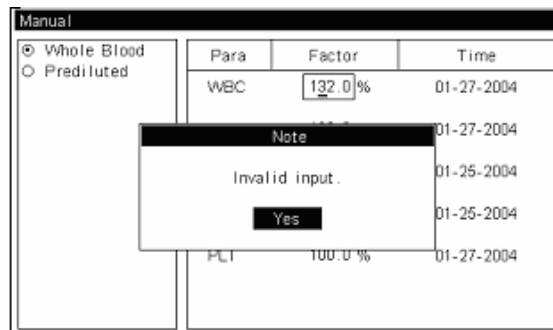 Manual
Whole Blood
Prediluted
Para Factor Time
WBC 132.0 % 01-27-2004
01-27-2004
01-25-2004
01-25-2004
PLT 100.0 % 01-27-2004
Note
Invalid input.
Yes